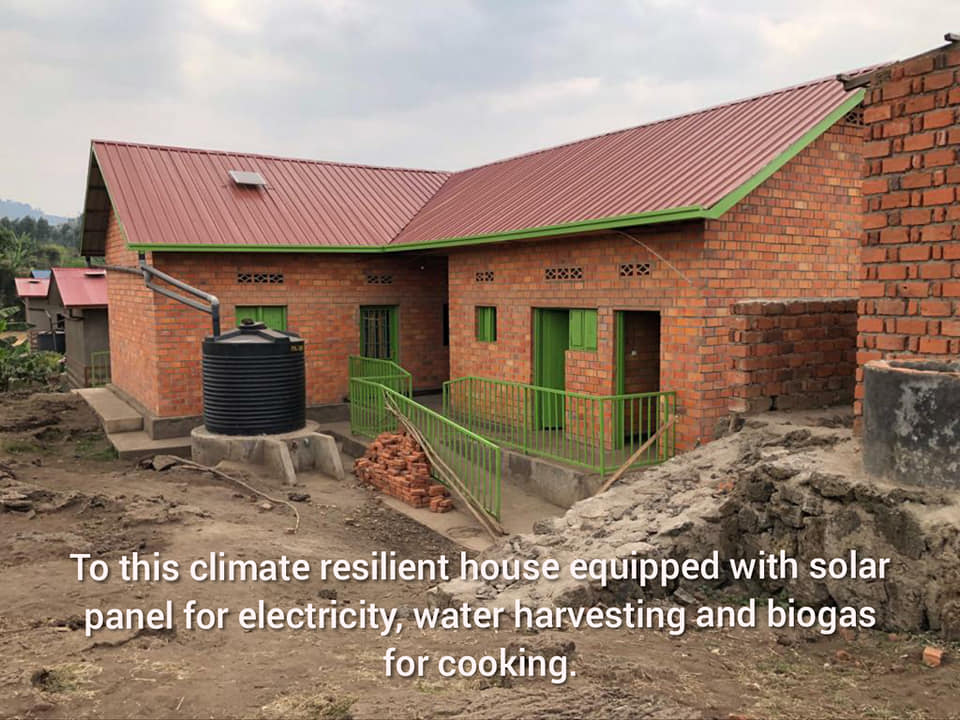 To this climate resilient house equipped with solar
panel for electricity, water harvesting and biogas
for cooking.